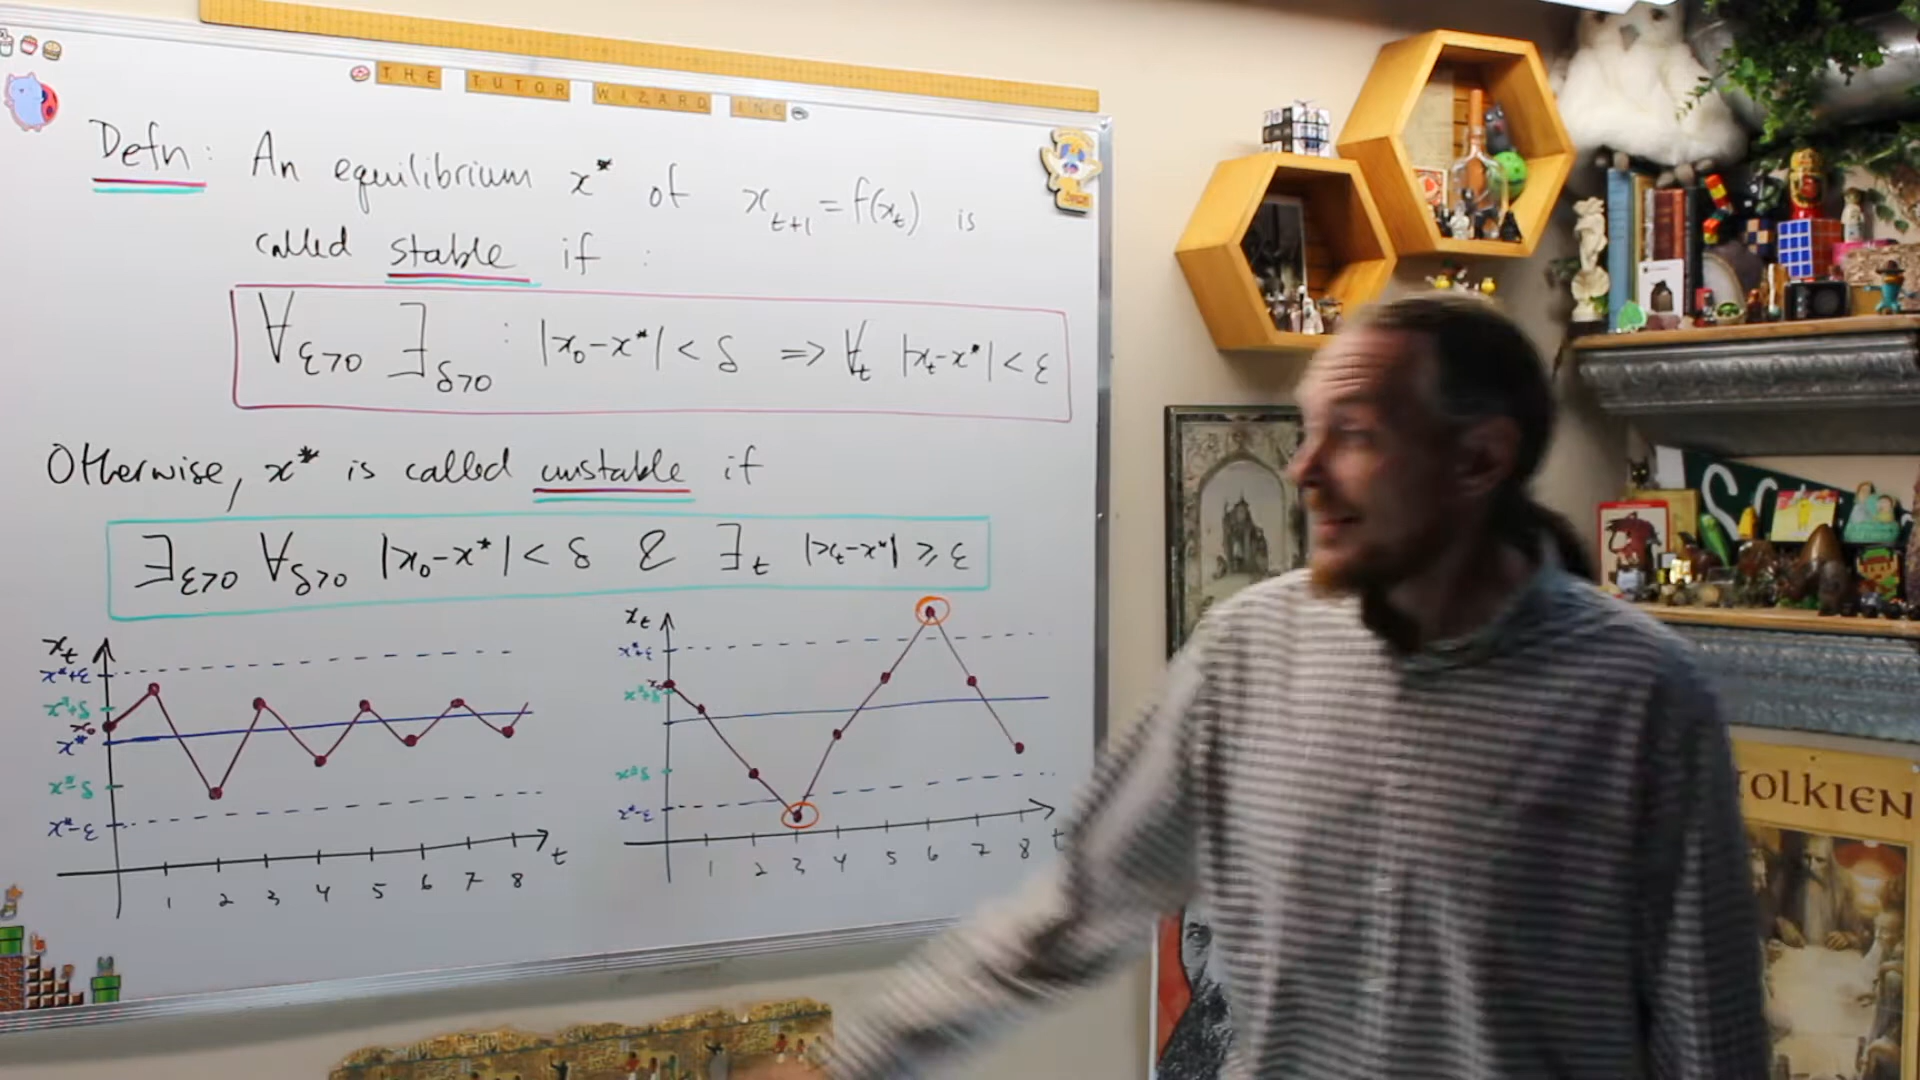 THE TUTOR WIZARD INC
Defn: An equilibrium x* of x_{t+1} = f(x_t) is
called stable if :
∀_{ε>0} ∃_{δ>0} : |x_0 - x*| < δ => ∀_t |x_t - x*| < ε
Otherwise, x* is called unstable if
∃_{ε>0} ∀_{δ>0} |x_0 - x*| < δ & ∃_t |x_t - x*| ≥ ε
x_t
x*+ε
x*+δ
x_0
x*
x*-δ
x*-ε
1 2 3 4 5 6 7 8 t
x_t
x*+ε
x_0
x*+δ
x*-δ
x*-ε
1 2 3 4 5 6 7 8 t
TOLKIEN